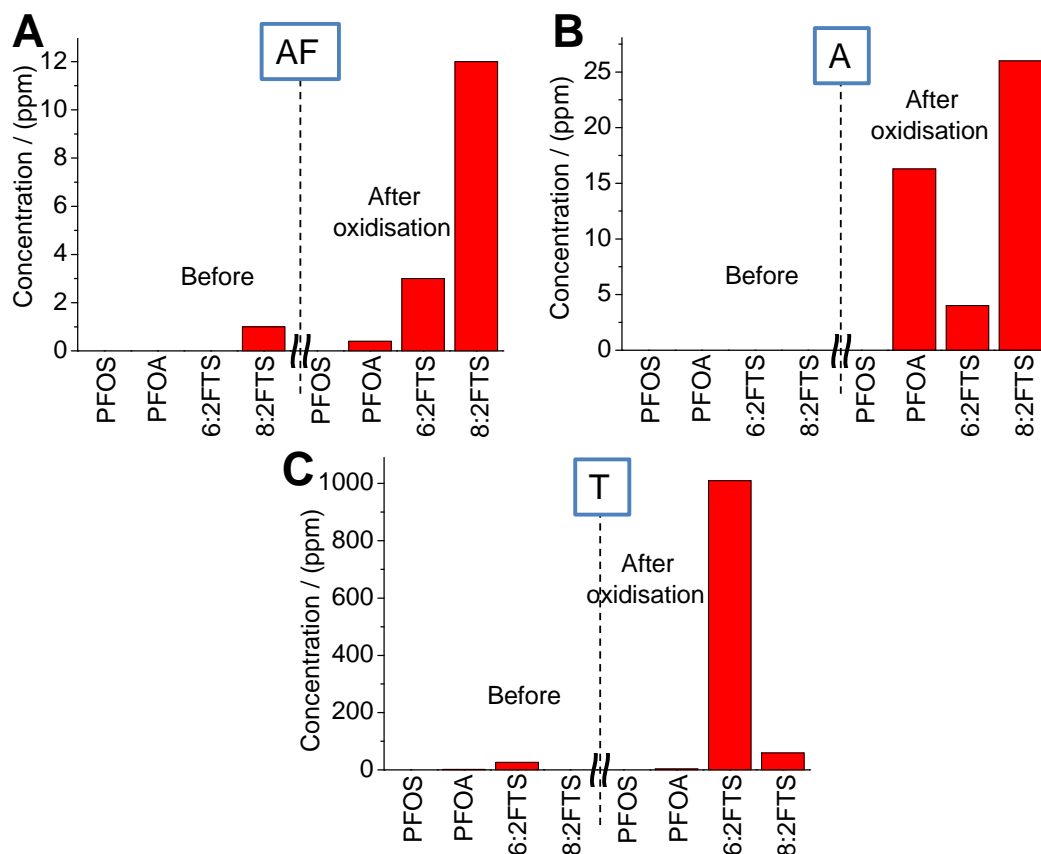 A
AF
Concentration / (ppm)
12
10
8
6
4
2
0
Before
After
oxidisation
PFOS
PFOA
6:2FTS
8:2FTS
PFOS
PFOA
6:2FTS
8:2FTS
B
A
Concentration / (ppm)
25
20
15
10
5
0
Before
After
oxidisation
PFOS
PFOA
6:2FTS
8:2FTS
PFOS
PFOA
6:2FTS
8:2FTS
C
T
Concentration / (ppm)
1000
800
600
400
200
0
Before
After
oxidisation
PFOS
PFOA
6:2FTS
8:2FTS
PFOS
PFOA
6:2FTS
8:2FTS